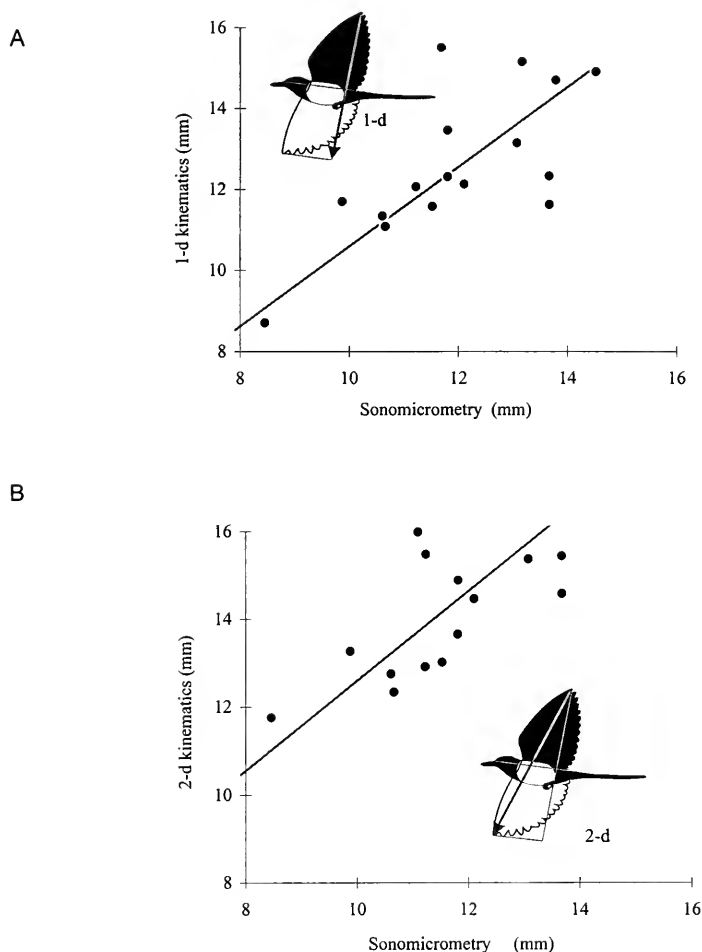 A
16
14
12
10
8
1-d kinematics (mm)
1-d
8 10 12 14 16
Sonomicrometry (mm)
B
16
14
12
10
8
2-d kinematics (mm)
2-d
8 10 12 14 16
Sonomicrometry (mm)